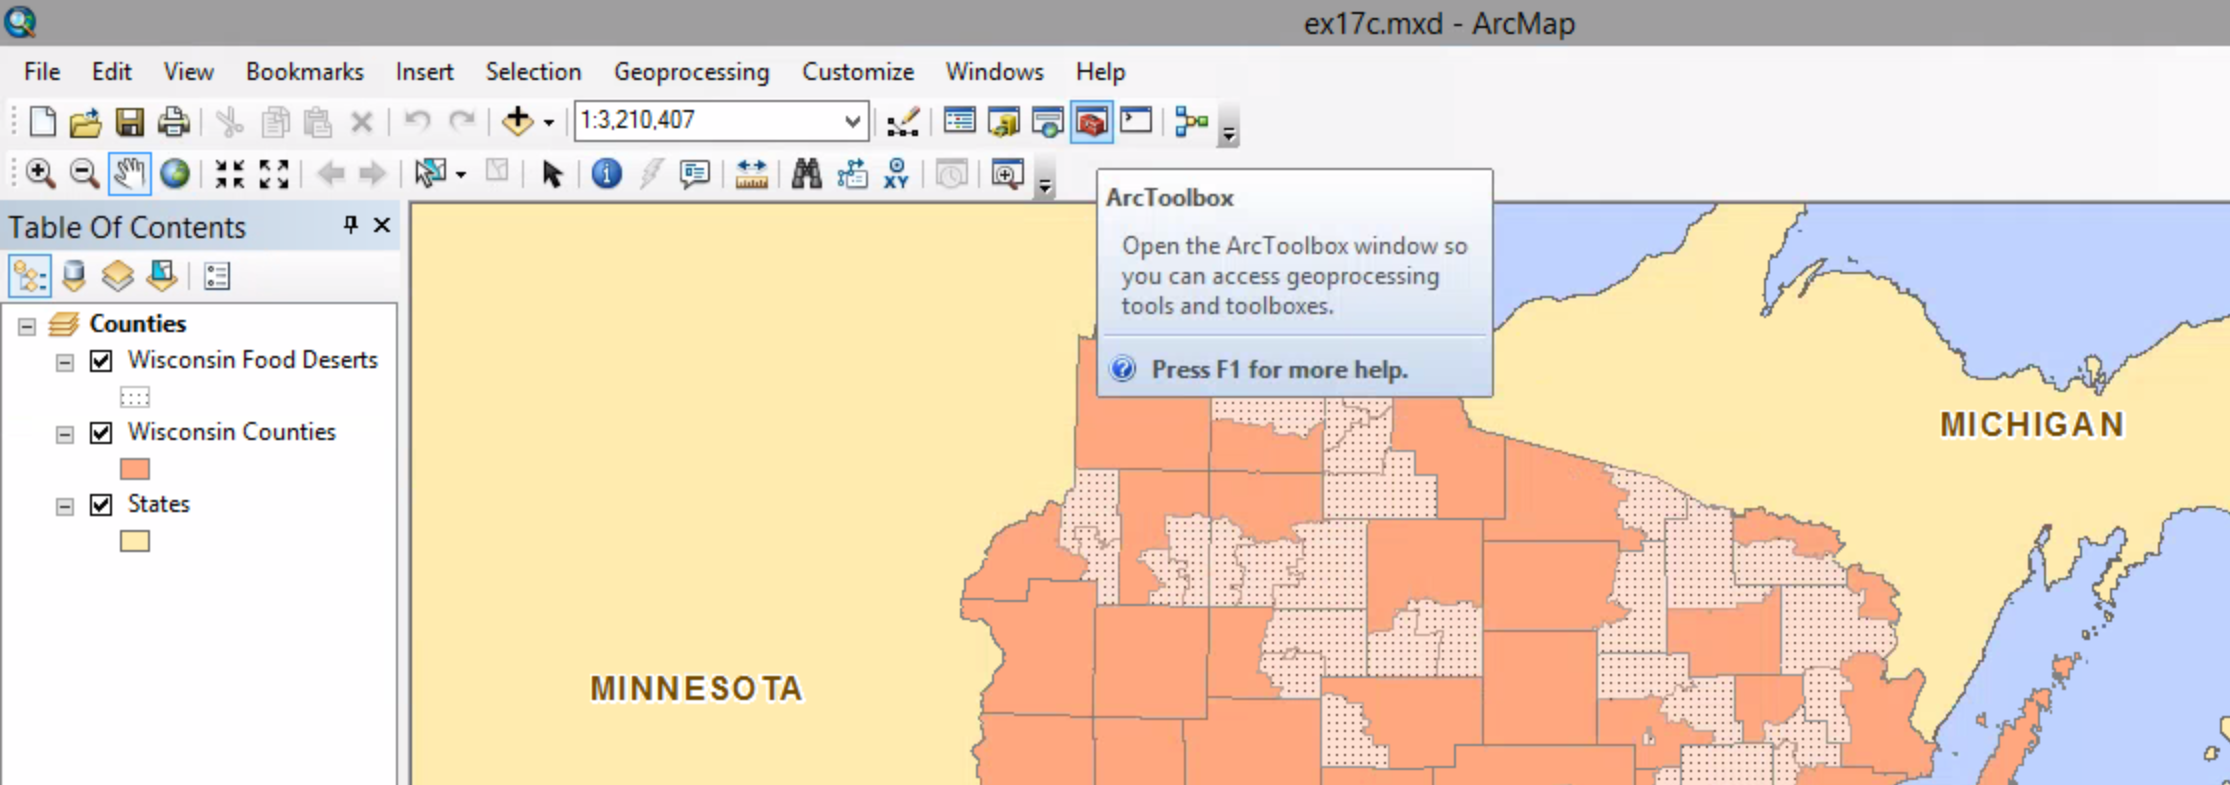 ex17c.mxd - ArcMap
File Edit View Bookmarks Insert Selection Geoprocessing Customize Windows Help
1:3,210,407
XY
Table Of Contents
ArcToolbox
Open the ArcToolbox window so
you can access geoprocessing
tools and toolboxes.
Press F1 for more help.
Counties
Wisconsin Food Deserts
Wisconsin Counties
States
MICHIGAN
MINNESOTA